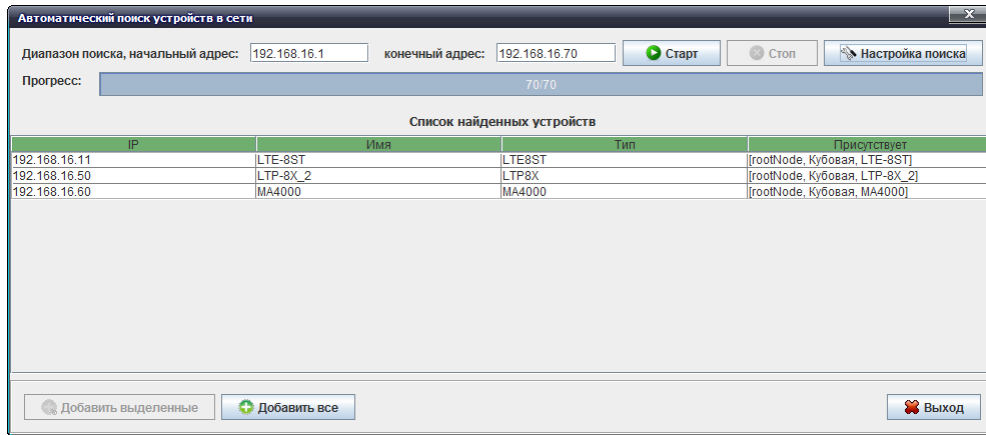 Автоматический поиск устройств в сети
Диапазон поиска, начальный адрес: 192.168.16.1 конечный адрес: 192.168.16.70 Старт Стоп Настройка поиска
Прогресс: 70/70
Список найденных устройств
IP Имя Тип Присутствует
192.168.16.11 LTE-8ST LTE8ST [rootNode, Кубовая, LTE-8ST]
192.168.16.50 LTP-8X_2 LTP8X [rootNode, Кубовая, LTP-8X_2]
192.168.16.60 MA4000 MA4000 [rootNode, Кубовая, MA4000]
Добавить выделенные Добавить все Выход